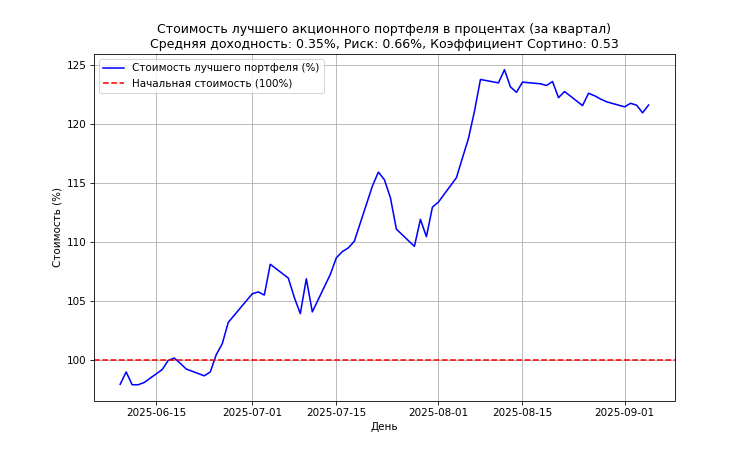 Стоимость лучшего акционного портфеля в процентах (за квартал)
Средняя доходность: 0.35%, Риск: 0.66%, Коэффициент Сортино: 0.53
Стоимость лучшего портфеля (%)
Начальная стоимость (100%)
Стоимость (%)
125
120
115
110
105
100
2025-06-15
2025-07-01
2025-07-15
2025-08-01
2025-08-15
2025-09-01
День